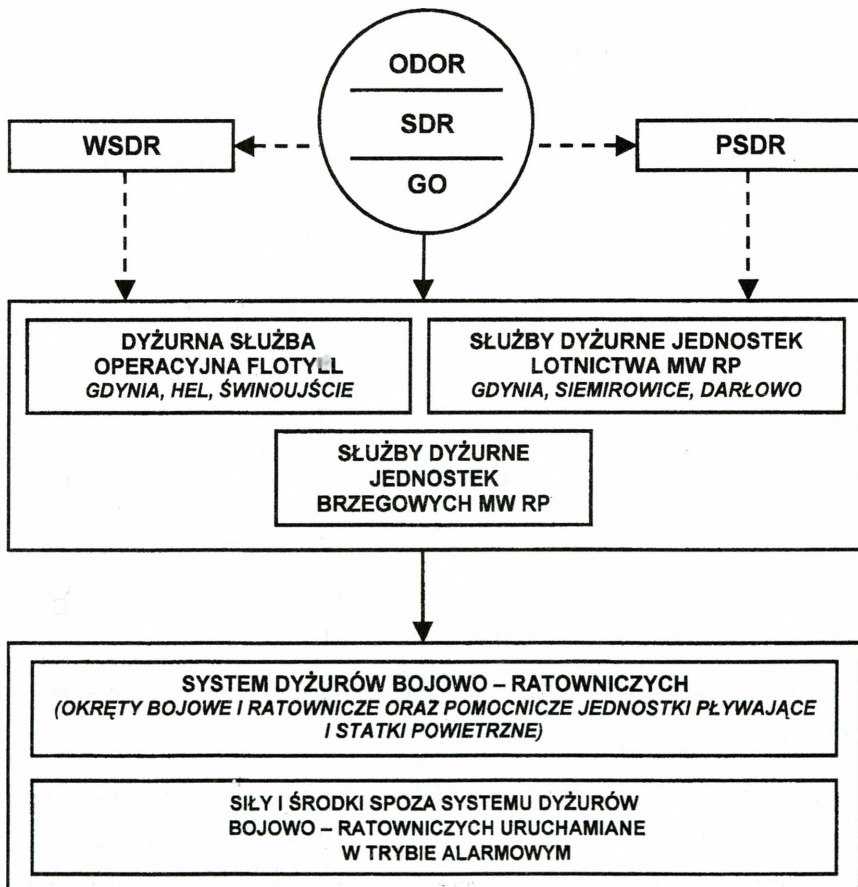 ODOR
SDR
GO
WSDR
PSDR
DYŻURNA SŁUŻBA
OPERACYJNA FLOTYLL
GDYNIA, HEL, ŚWINOUJŚCIE
SŁUŻBY DYŻURNE JEDNOSTEK
LOTNICTWA MW RP
GDYNIA, SIEMIROWICE, DARŁOWO
SŁUŻBY DYŻURNE
JEDNOSTEK
BRZEGOWYCH MW RP
SYSTEM DYŻURÓW BOJOWO – RATOWNICZYCH
(OKRĘTY BOJOWE I RATOWNICZE ORAZ POMOCNICZE JEDNOSTKI PŁYWAJĄCE
I STATKI POWIETRZNE)
SIŁY I ŚRODKI SPOZA SYSTEMU DYŻURÓW
BOJOWO – RATOWNICZYCH URUCHAMIANE
W TRYBIE ALARMOWYM